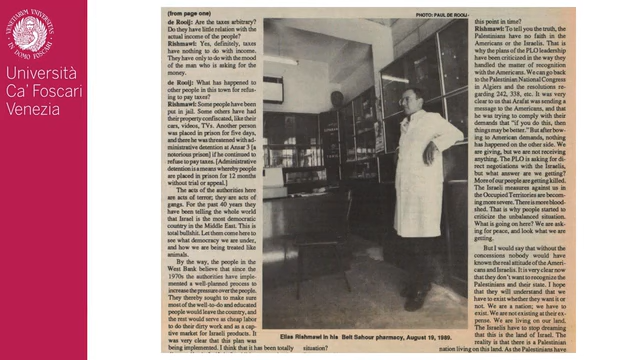 Università
Ca' Foscari
Venezia
(from page one)
de Rooij: Are the taxes arbitrary?
Do they have little relation with the
actual income of the people?
Rishmawi: Yes, definitely, taxes
have nothing to do with income.
They have only to do with the mood
of the man who is asking for the
money.
de Rooij: What has happened to
other people in this town for refus-
ing to pay taxes?
Rishmawi: Some people have been
put in jail. Some others have had
their property confiscated, like their
cars, videos, TVs. Another person
was placed in prison for five days,
and there he was threatened with ad-
ministrative detention at Ansar 3 [a
notorious prison] if he continued to
refuse to pay taxes. [Administrative
detention is a means whereby people
are placed in prison for 12 months
without trial or appeal.]
The acts of the authorities here
are acts of terror; they are acts of
gangs. For the past 40 years they
have been telling the whole world
that Israel is the most democratic
country in the Middle East. This is
total bullshit. Let them come here to
see what democracy we are under,
and how we are being treated like
animals.
By the way, the people in the
West Bank believe that since the
1970s the authorities have imple-
mented a well-planned process to
increase the pressure over the people.
They thereby sought to make sure
most of the well-to-do and educated
people would leave the country, and
the rest would serve as cheap labor
to do their dirty work and as a cap-
tive market for Israeli products. It
was very clear that this plan was
being implemented. I think that it has been totally
PHOTO: PAUL DE ROOIJ
Elias Rishmawi in his Beit Sahour pharmacy, August 19, 1989.
situation?
this point in time?
Rishmawi: To tell you the truth, the
Palestinians have no faith in the
Americans or the Israelis. That is
why the plans of the PLO leadership
have been criticized in the way they
handled the matter of recognition
with the Americans. We can go back
to the Palestinian National Congress
in Algiers and the resolutions re-
garding 242, 338, etc. It was very
clear to us that Arafat was sending a
message to the Americans, and that
he was trying to comply with their
demands that "if you do this, then
things may be better." But after bow-
ing to American demands, nothing
has happened on the other side. We
are giving, but we are not receiving
anything. The PLO is asking for di-
rect negotiations with the Israelis,
but what answer are we getting?
More of our people are getting killed.
The Israeli measures against us in
the Occupied Territories are becom-
ing more severe. There is more blood-
shed. That is why people started to
criticize the unbalanced situation.
What is going on here? We are ask-
ing for peace, and look what we are
getting.
But I would say that without the
concessions nobody would have
known the real attitude of the Ameri-
cans and Israelis. It is very clear now
that they don't want to recognize the
Palestinians and their state. I hope
that they will understand that we
have to exist whether they want it or
not. We are a nation; we have to
exist. We are not existing at their ex-
pense. We are living on our land.
The Israelis have to stop dreaming
that this is the land of Israel. The
reality is that there is a Palestinian
nation living on this land. As the Palestinians have